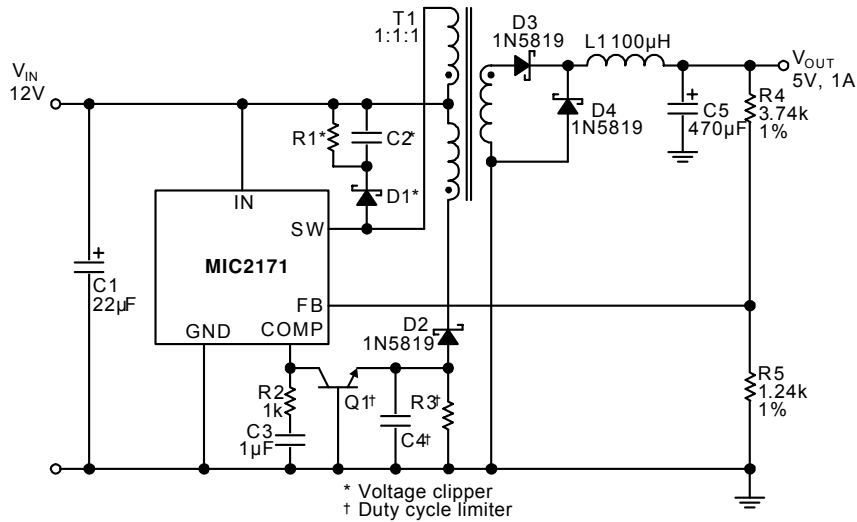 T1
1:1:1
D3
1N5819
L1 100µH
VIN
12V
VOUT
5V, 1A
R1*
C2*
D4
1N5819
C5
470µF
R4
3.74k
1%
D1*
IN
SW
MIC2171
C1
22µF
FB
GND
COMP
D2
1N5819
R2
1k
Q1†
R3†
C4†
R5
1.24k
1%
C3
1µF
* Voltage clipper
† Duty cycle limiter